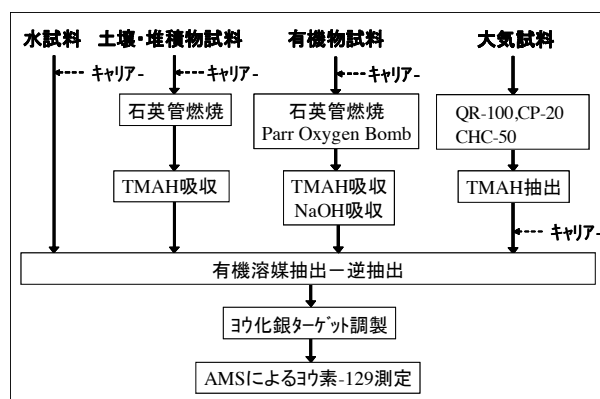 水試料 土壌・堆積物試料 有機物試料 大気試料
キャリアー キャリアー キャリアー
石英管燃焼
石英管燃焼
Parr Oxygen Bomb
QR-100,CP-20
CHC-50
TMAH吸収
TMAH吸収
NaOH吸収
TMAH抽出
キャリアー
有機溶媒抽出－逆抽出
ヨウ化銀ターゲット調製
AMSによるヨウ素-129測定